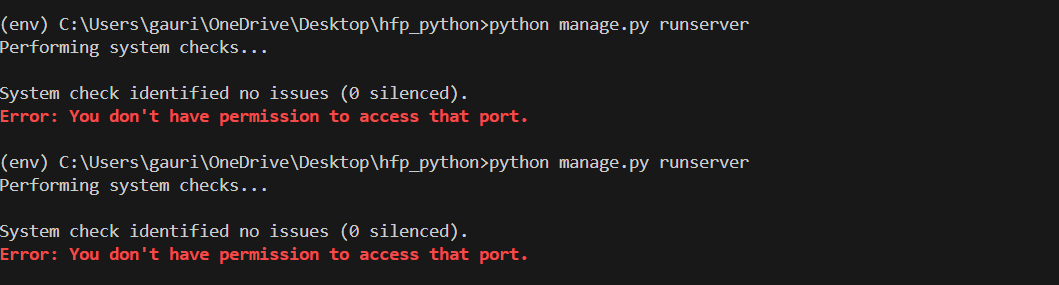 (env) C:\Users\gauri\OneDrive\Desktop\hfp_python>python manage.py runserver
Performing system checks...
System check identified no issues (0 silenced).
Error: You don't have permission to access that port.
(env) C:\Users\gauri\OneDrive\Desktop\hfp_python>python manage.py runserver
Performing system checks...
System check identified no issues (0 silenced).
Error: You don't have permission to access that port.